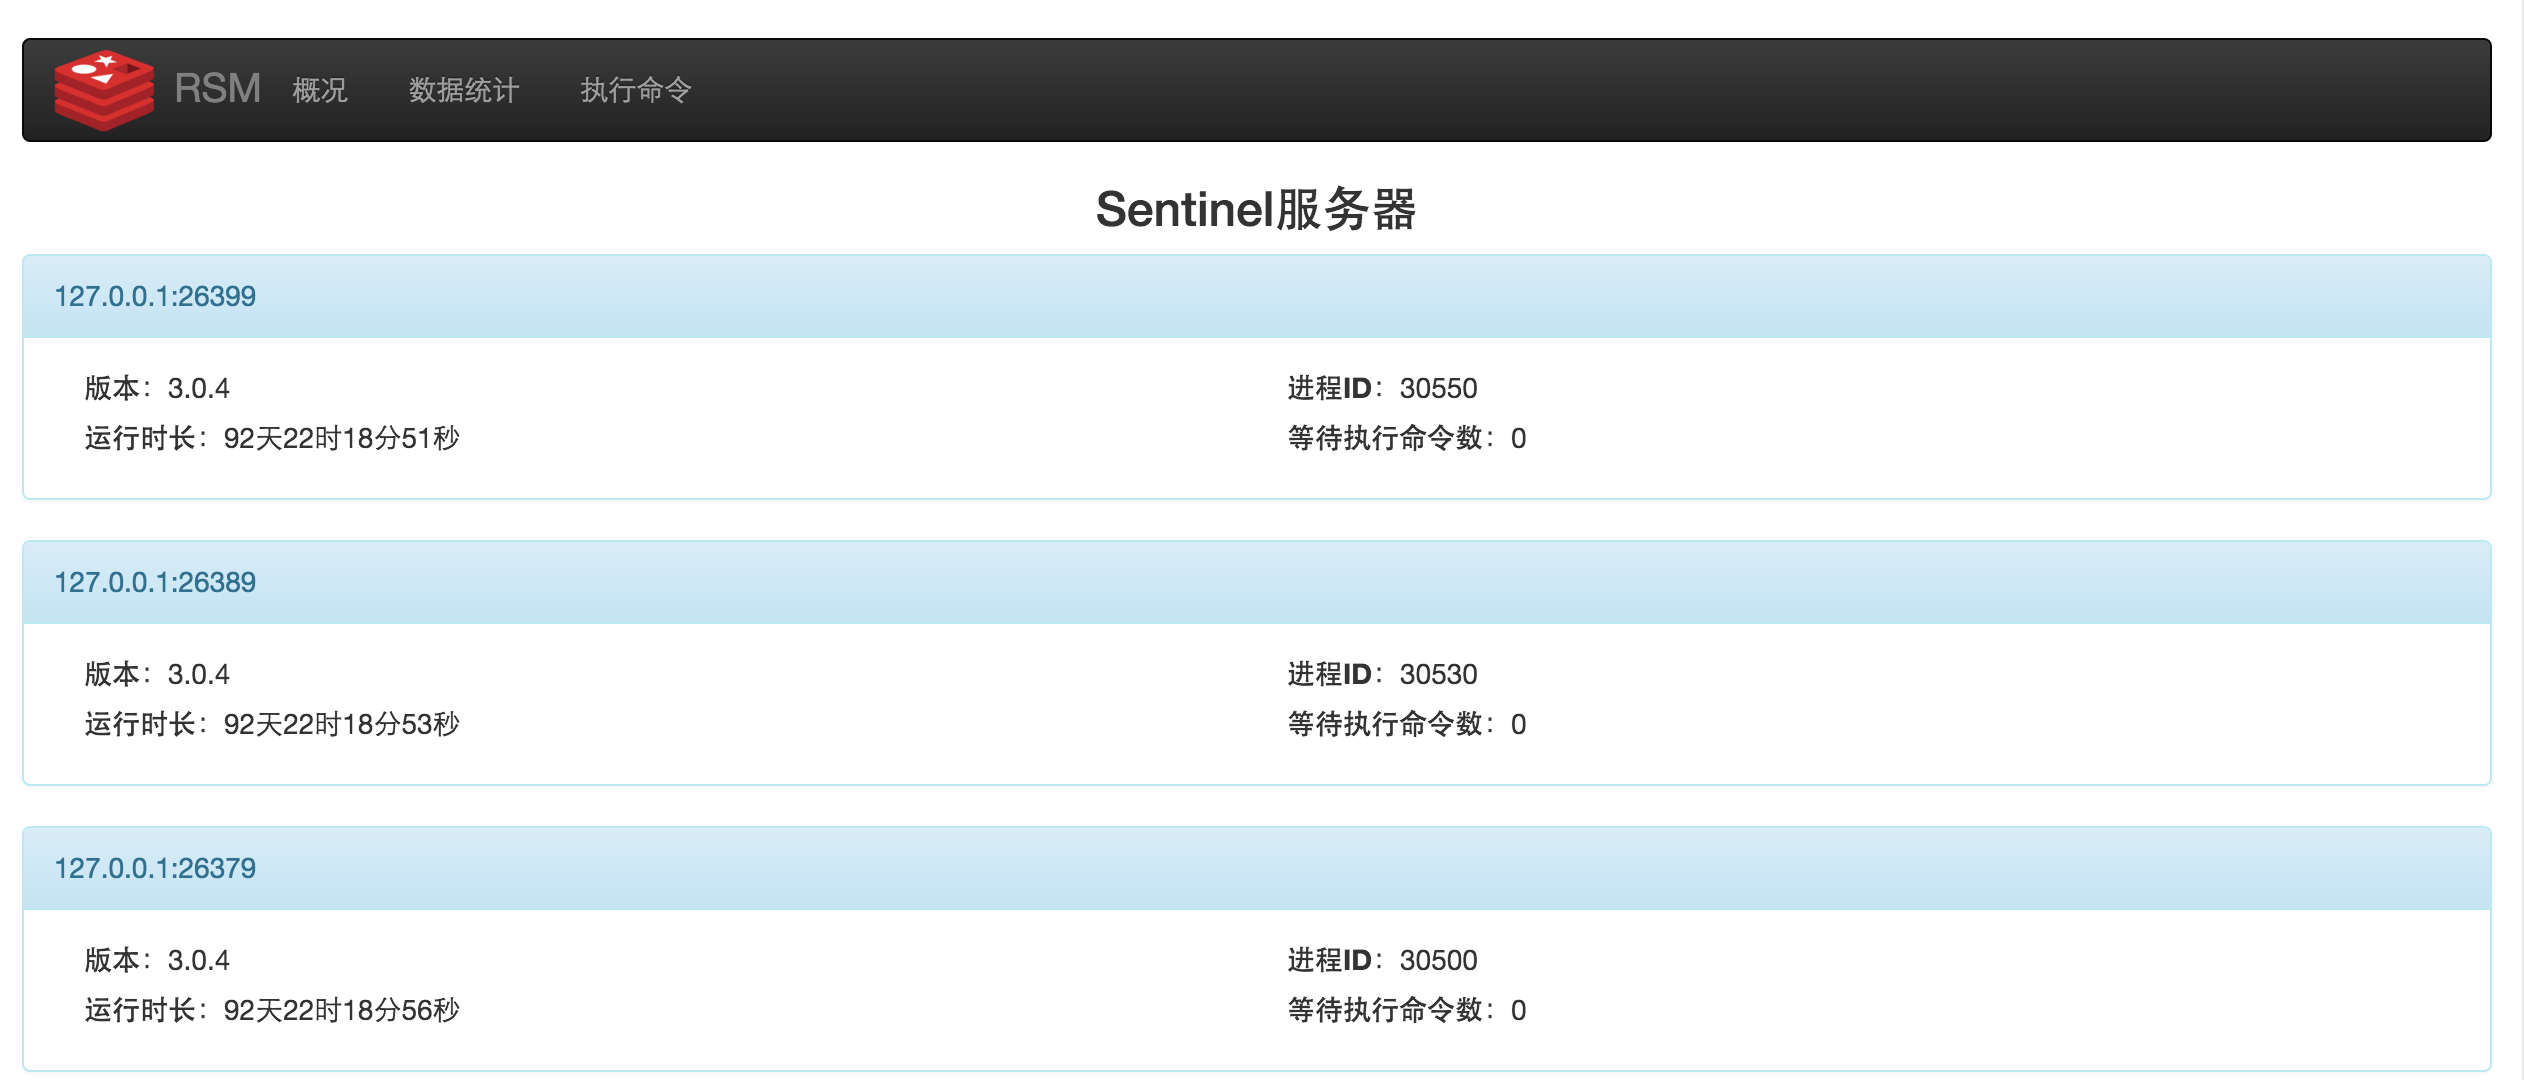 RSM 概况 数据统计 执行命令
Sentinel服务器
127.0.0.1:26399
版本：3.0.4 进程ID：30550
运行时长：92天22时18分51秒 等待执行命令数：0
127.0.0.1:26389
版本：3.0.4 进程ID：30530
运行时长：92天22时18分53秒 等待执行命令数：0
127.0.0.1:26379
版本：3.0.4 进程ID：30500
运行时长：92天22时18分56秒 等待执行命令数：0